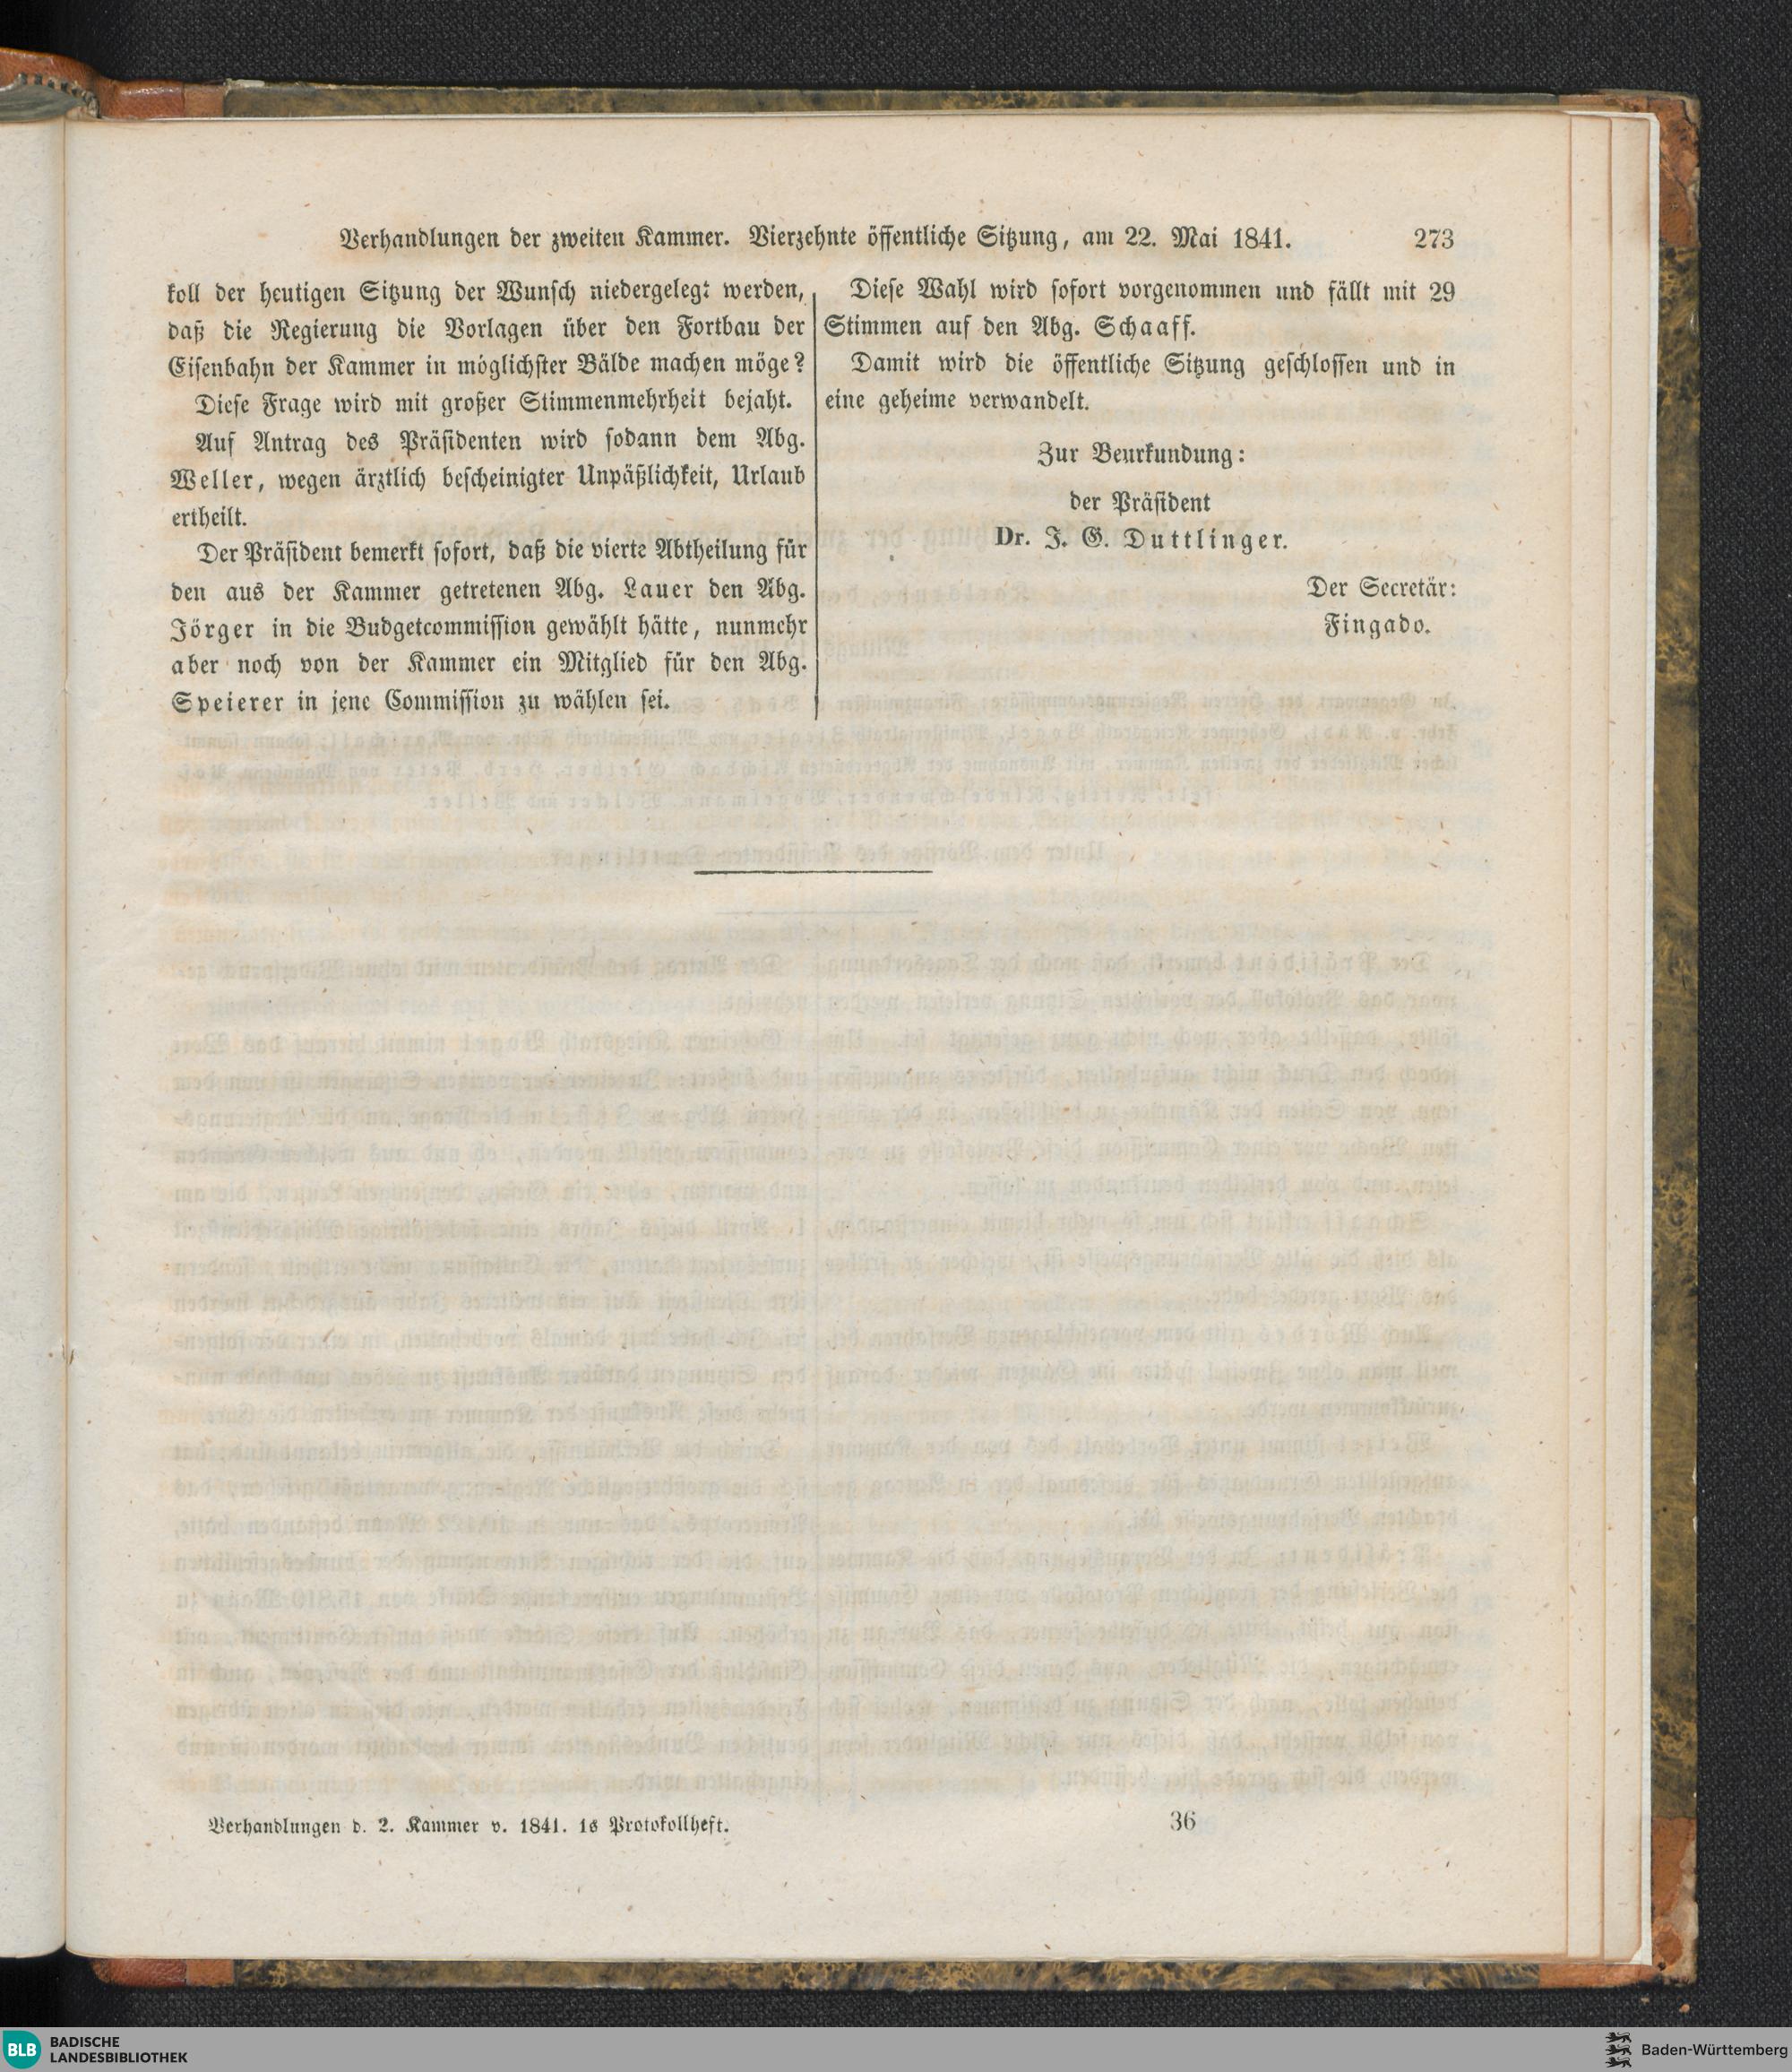 Verhandlungen der zweiten Kammer. Vierzehnte öffentliche Sitzung, am 22. Mai 1841. 273
koll der heutigen Sitzung der Wunsch niedergelegt werden,
daß die Regierung die Vorlagen über den Fortbau der
Eisenbahn der Kammer in möglichster Bälde machen möge?
Diese Frage wird mit großer Stimmenmehrheit bejaht.
Auf Antrag des Präsidenten wird sodann dem Abg.
Weller, wegen ärztlich bescheinigter Unpäßlichkeit, Urlaub
ertheilt.
Der Präsident bemerkt sofort, daß die vierte Abtheilung für
den aus der Kammer getretenen Abg. Lauer den Abg.
Jörger in die Budgetcommission gewählt hätte, nunmehr
aber noch von der Kammer ein Mitglied für den Abg.
Speierer in jene Commission zu wählen sei.
Diese Wahl wird sofort vorgenommen und fällt mit 29
Stimmen auf den Abg. Schaaff.
Damit wird die öffentliche Sitzung geschlossen und in
eine geheime verwandelt.
Zur Beurkundung:
der Präsident
Dr. J. G. Duttlinger.
Der Secretär:
Fingado.
Verhandlungen d. 2. Kammer v. 1841. 1s Protokollheft. 36
BLB BADISCHE
LANDESBIBLIOTHEK
Baden-Württemberg